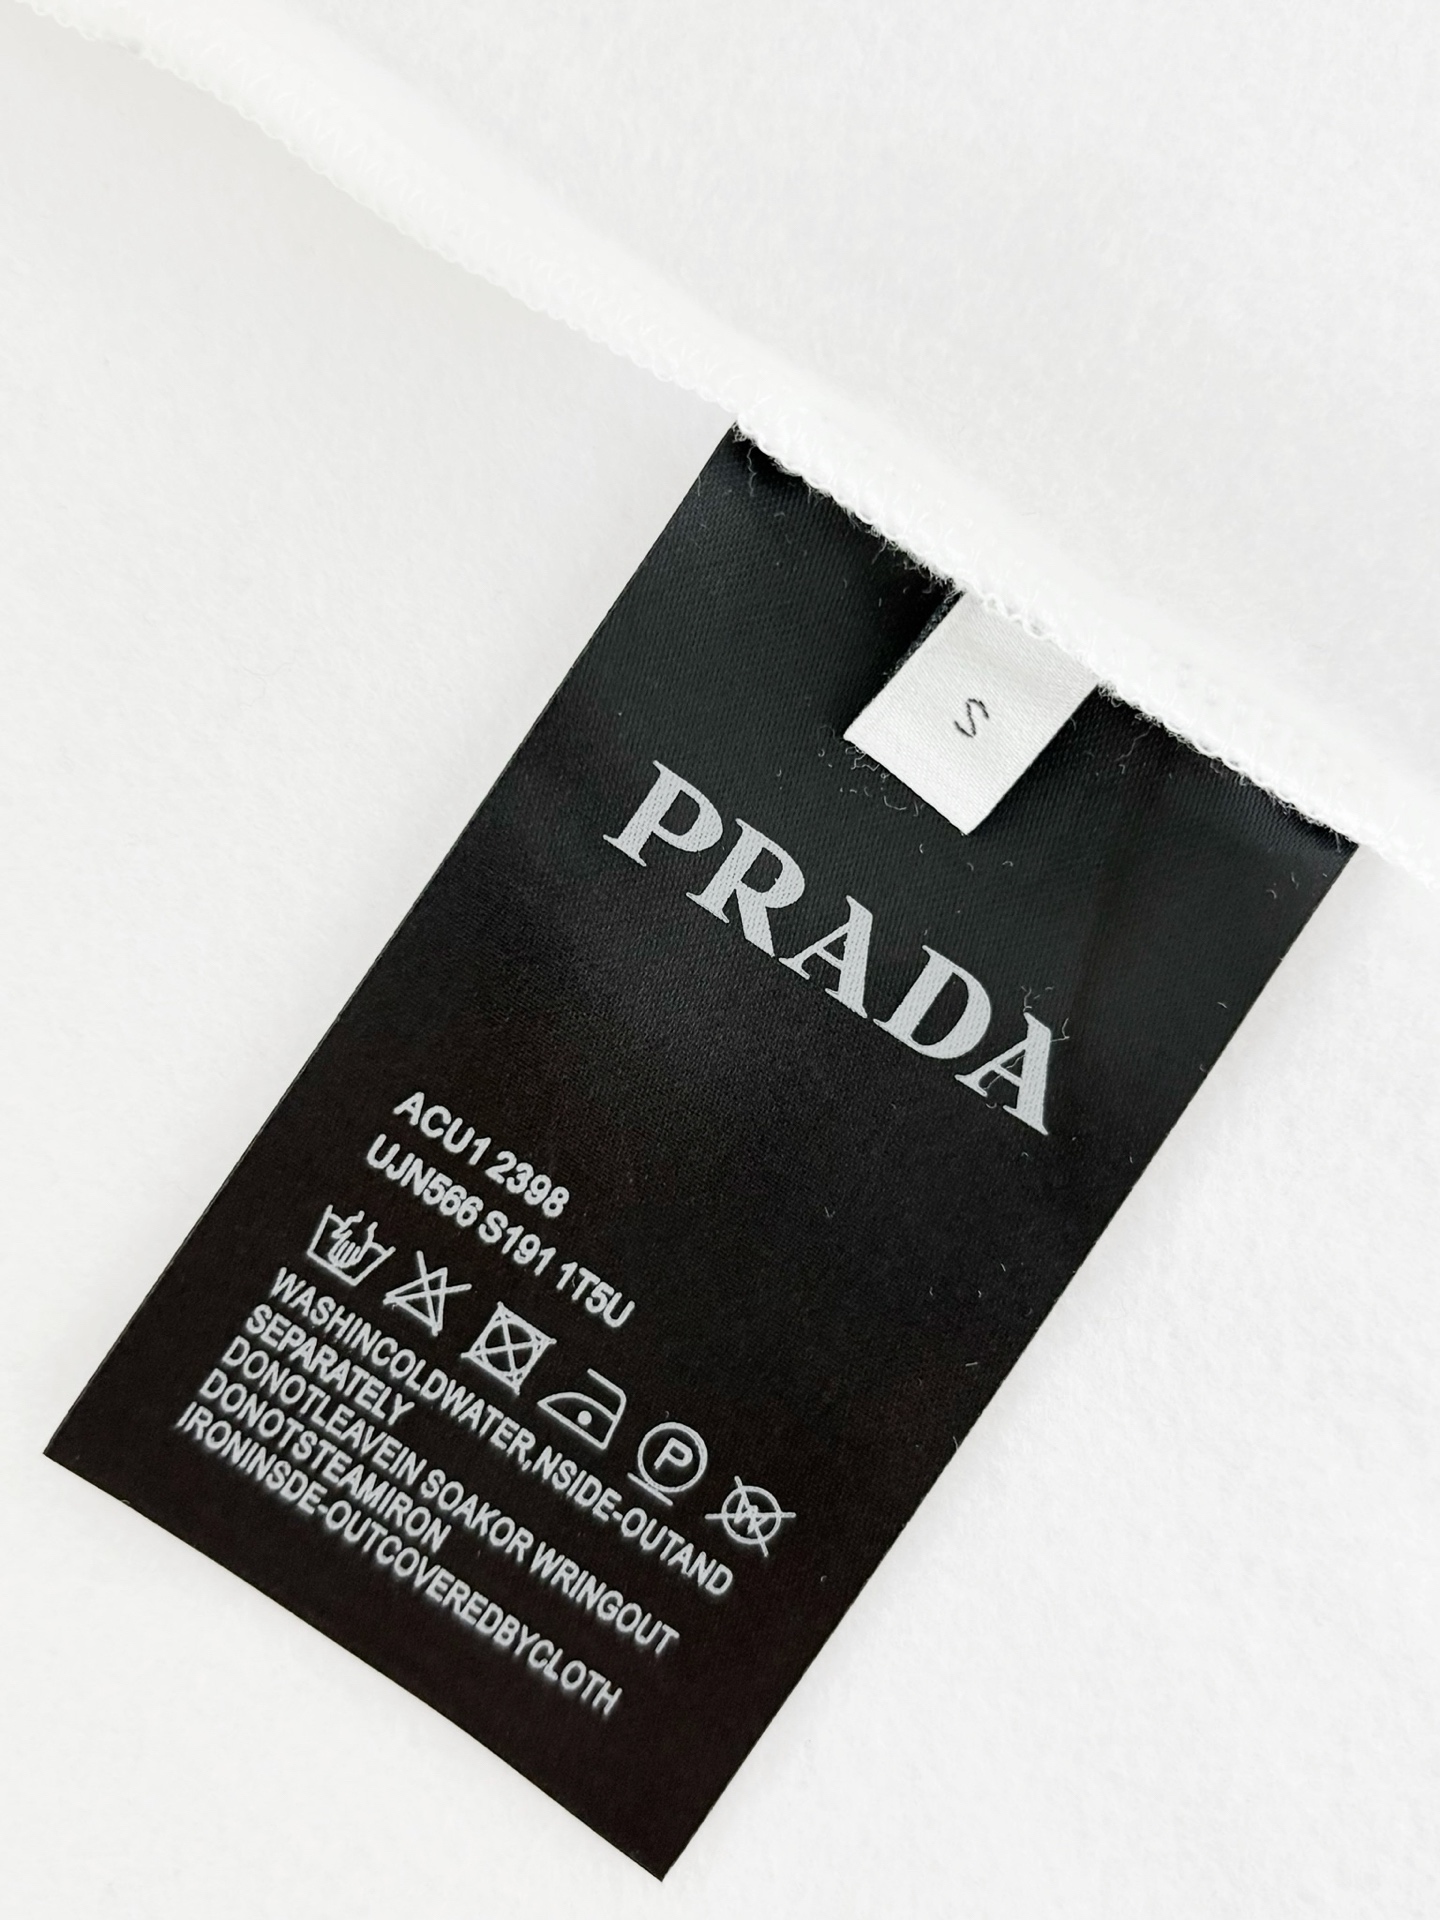 S
PRADA
ACU1 2398
UJN566 S191 1T5U
P
W
WASHINCOLDWATER,NSIDE-OUTAND
SEPARATELY
DONOTLEAVEIN SOAKOR WRINGOUT
DONOTSTEAMIRON
IRONINSDE-OUTCOVEREDBYCLOTH